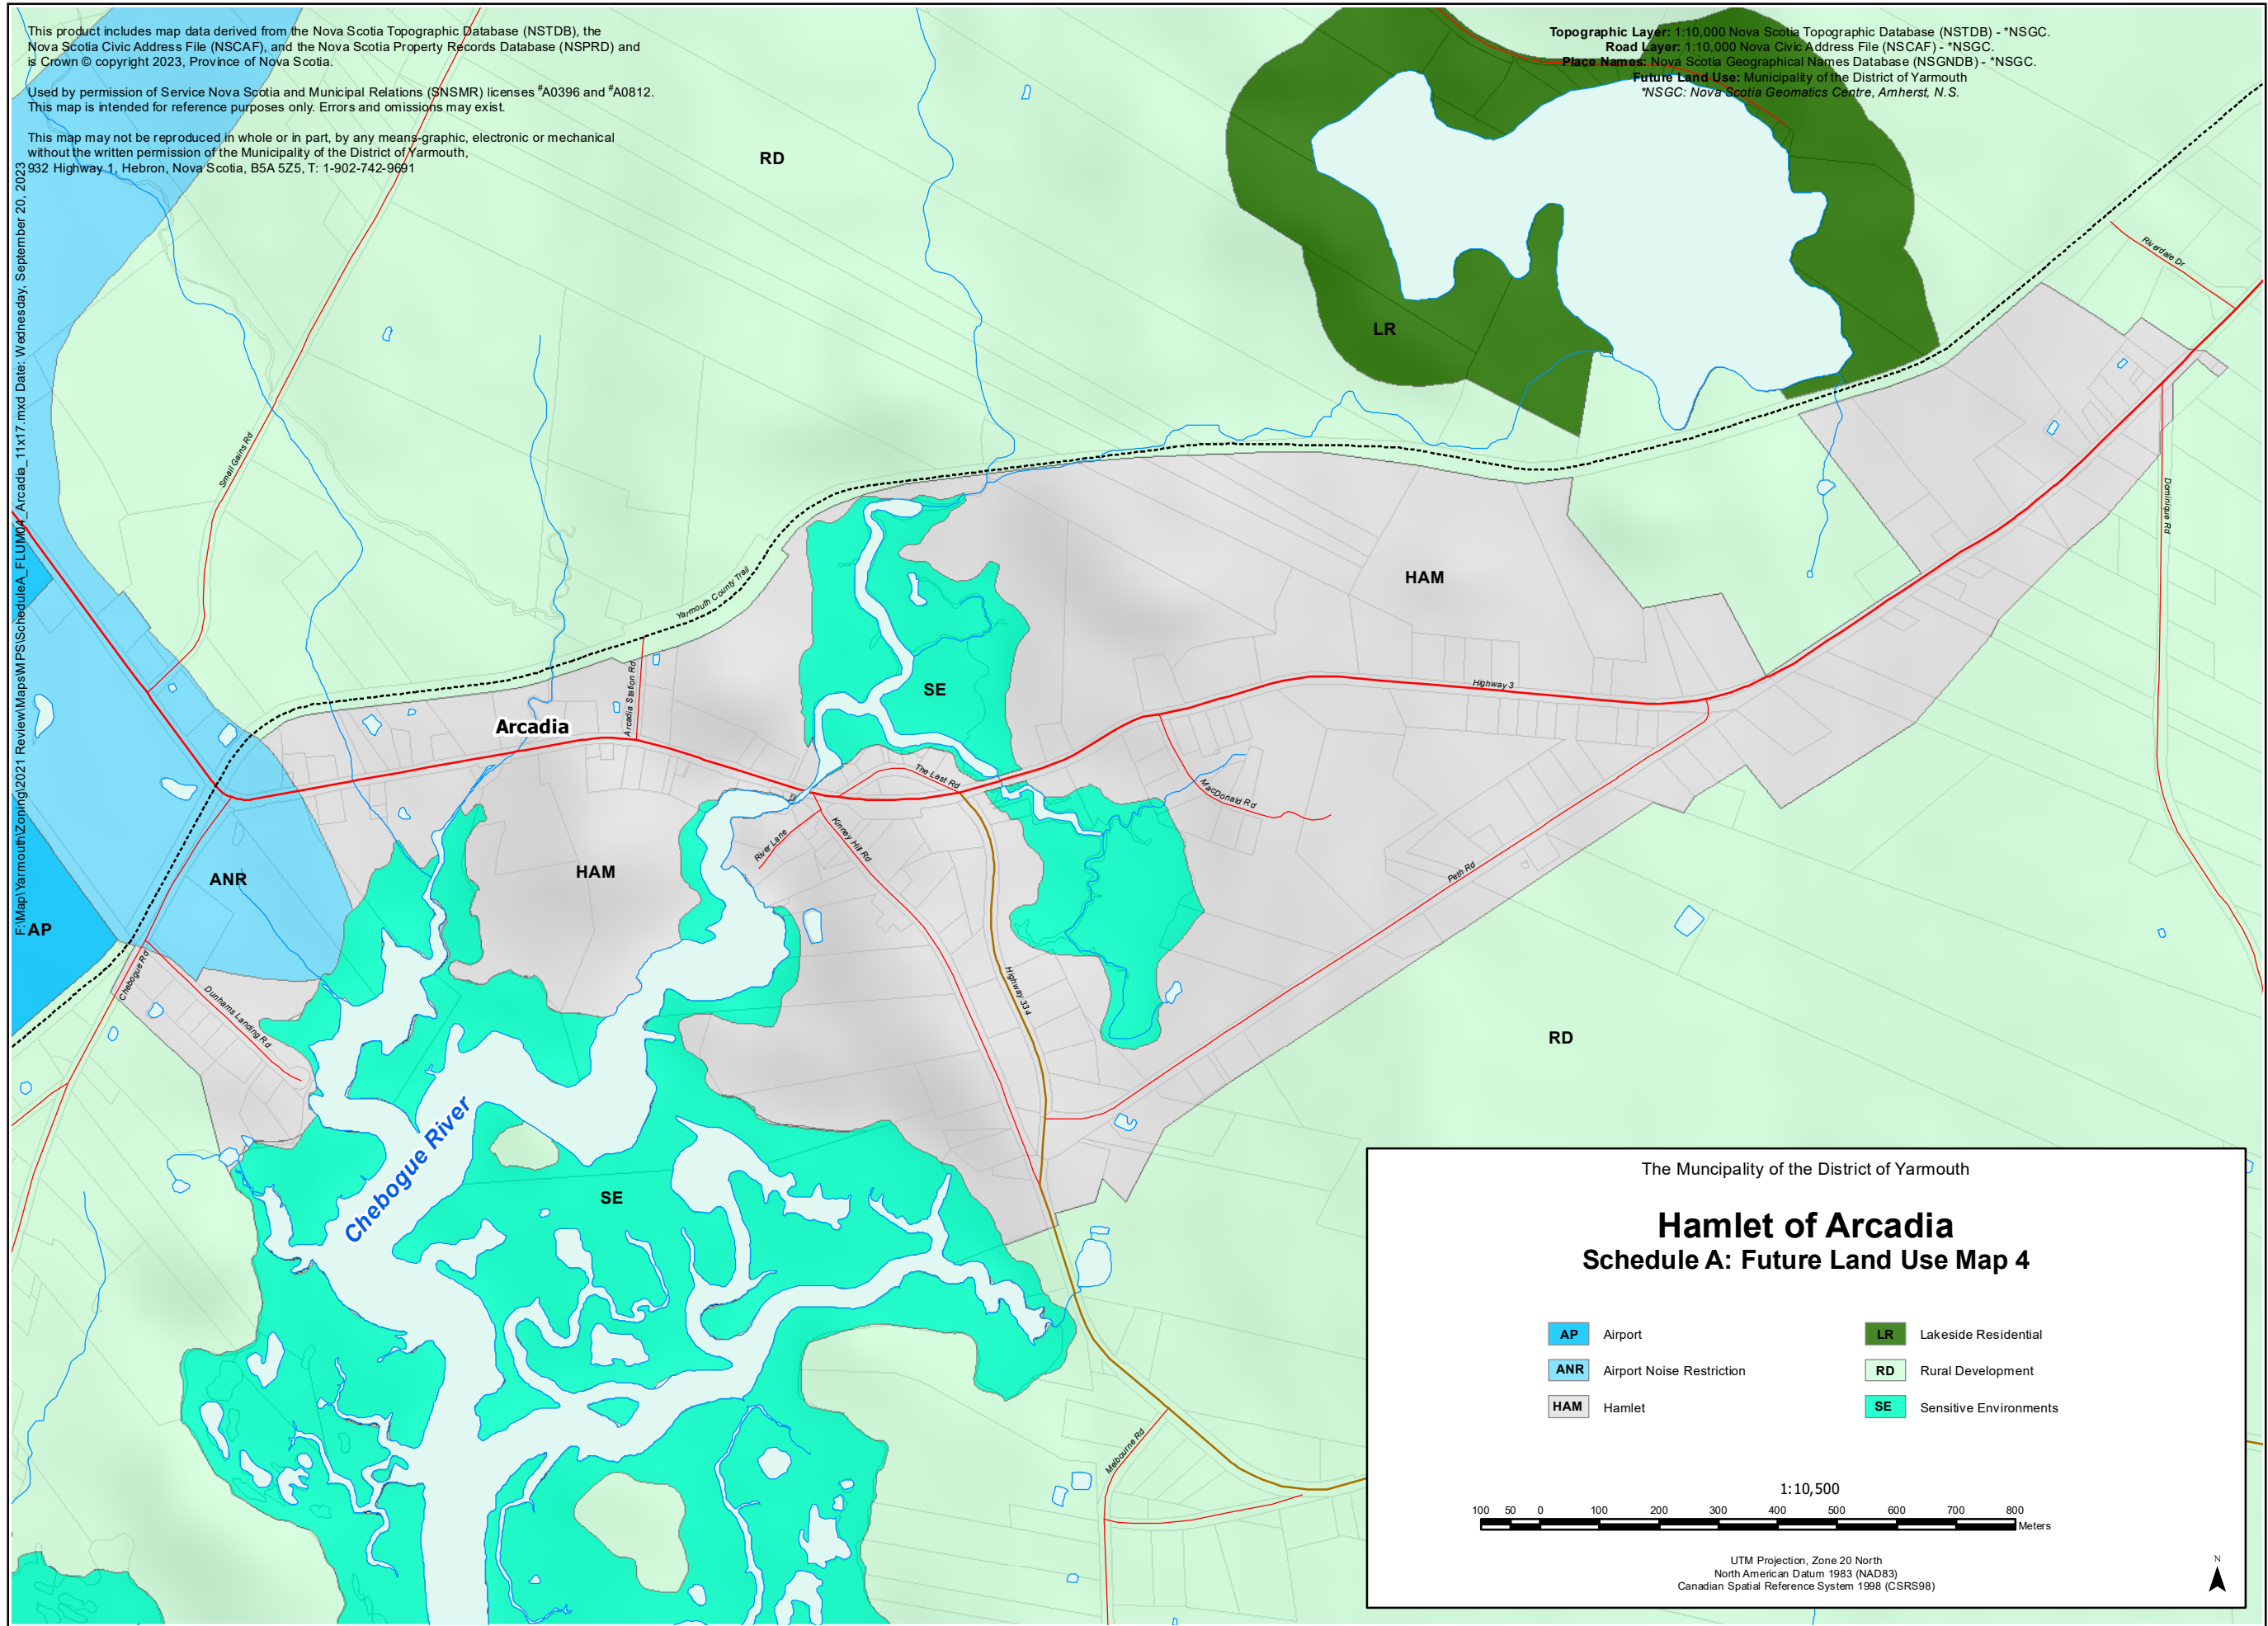 This product includes map data derived from the Nova Scotia Topographic Database (NSTDB), the
Nova Scotia Civic Address File (NSCAF), and the Nova Scotia Property Records Database (NSPRD) and
is Crown © copyright 2023, Province of Nova Scotia.
Used by permission of Service Nova Scotia and Municipal Relations (SNSMR) licenses #A0396 and #A0812.
This map is intended for reference purposes only. Errors and omissions may exist.
This map may not be reproduced in whole or in part, by any means-graphic, electronic or mechanical
without the written permission of the Municipality of the District of Yarmouth,
932 Highway 1, Hebron, Nova Scotia, B5A 5Z5, T: 1-902-742-9691
Topographic Layer: 1:10,000 Nova Scotia Topographic Database (NSTDB) - *NSGC.
Road Layer: 1:10,000 Nova Civic Address File (NSCAF) - *NSGC.
Place Names: Nova Scotia Geographical Names Database (NSGNDB) - *NSGC.
Future Land Use: Municipality of the District of Yarmouth
*NSGC: Nova Scotia Geomatics Centre, Amherst, N.S.
F:\Map\Yarmouth\Zoning\2021 Review\Maps\MPS\ScheduleA_FLUM04_Arcadia_11x17.mxd Date: Wednesday, September 20, 2023
RD
LR
Riverdale Dr
Small Gains Rd
Dominique Rd
Yarmouth County Trail
HAM
SE
Arcadia Station Rd
Highway 3
Arcadia
The Last Rd
MacDonald Rd
River Lane
Kinney Hill Rd
HAM
ANR
Peth Rd
AP
Chebogue Rd
Dunhams Landing Rd
Highway 334
RD
Chebogue River
SE
Melbourne Rd
The Muncipality of the District of Yarmouth
Hamlet of Arcadia
Schedule A: Future Land Use Map 4
AP Airport
LR Lakeside Residential
ANR Airport Noise Restriction
RD Rural Development
HAM Hamlet
SE Sensitive Environments
1:10,500
100 50 0 100 200 300 400 500 600 700 800
Meters
UTM Projection, Zone 20 North
North American Datum 1983 (NAD83)
Canadian Spatial Reference System 1998 (CSRS98)
N